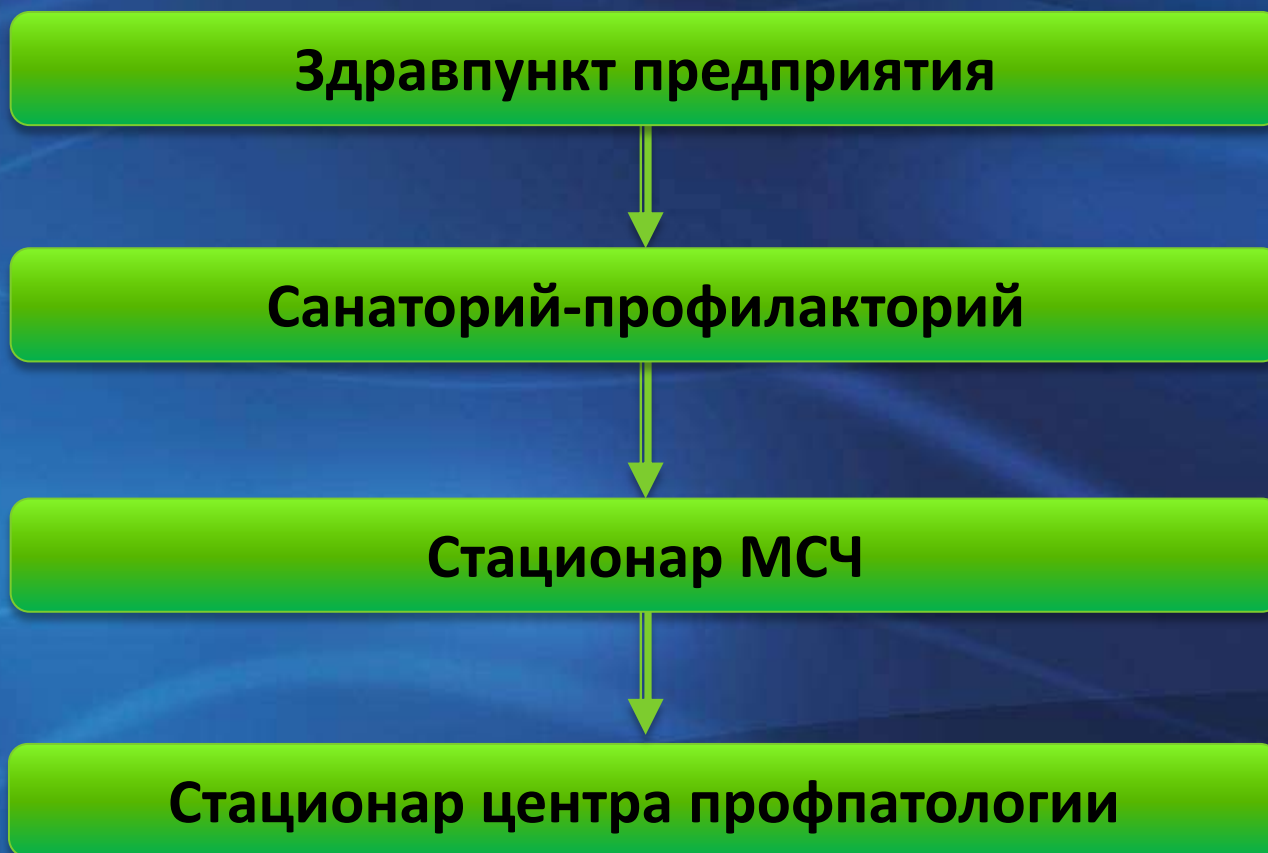 Здравпункт предприятия
Санаторий-профилакторий
Стационар МСЧ
Стационар центра профпатологии